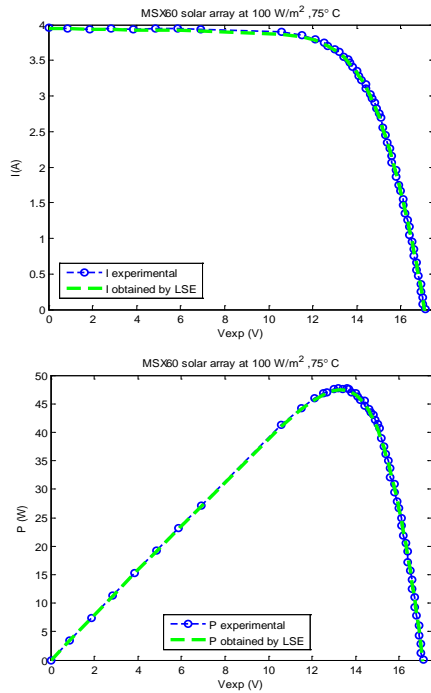 MSX60 solar array at 100 W/m² ,75° C
4
3.5
3
2.5
2
1.5
1
0.5
0
I(A)
I experimental
I obtained by LSE
0 2 4 6 8 10 12 14 16
Vexp (V)
MSX60 solar array at 100 W/m² ,75° C
50
45
40
35
30
25
20
15
10
5
0
P (W)
P experimental
P obtained by LSE
0 2 4 6 8 10 12 14 16
Vexp (V)